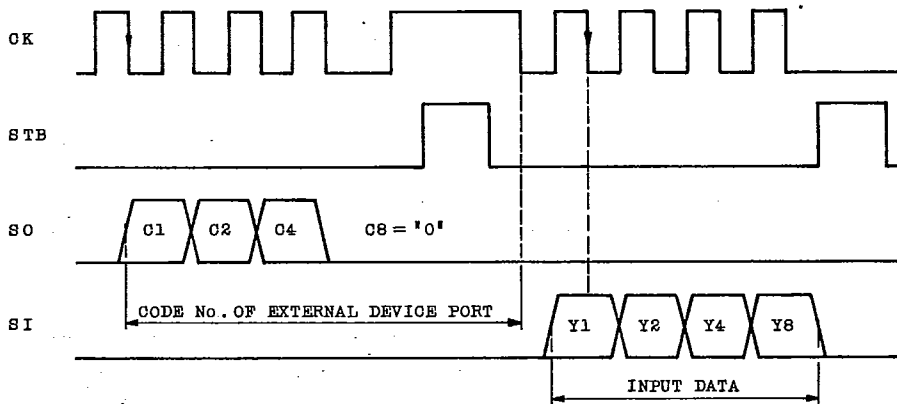 CK
STB
SO
C1 C2 C4 C8 = "0"
CODE No. OF EXTERNAL DEVICE PORT
SI
Y1 Y2 Y4 Y8
INPUT DATA